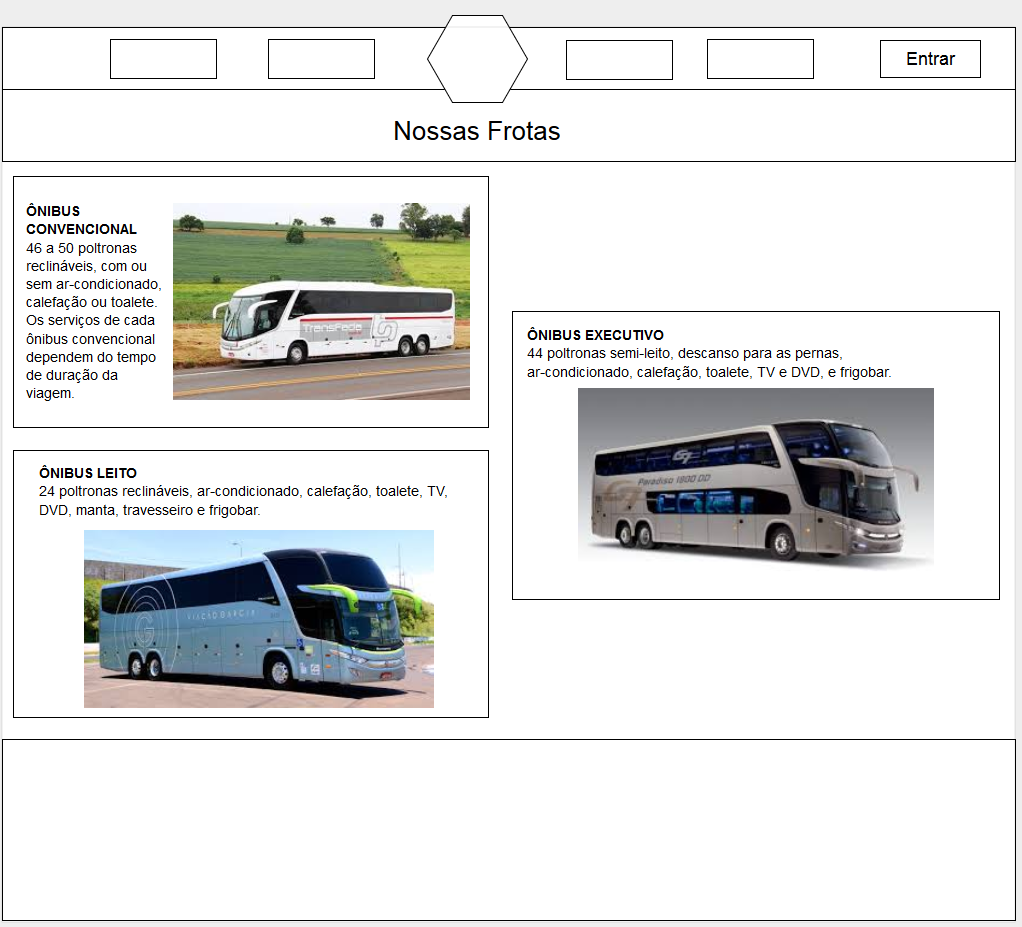 Entrar
Nossas Frotas
ÔNIBUS
CONVENCIONAL
46 a 50 poltronas
reclináveis, com ou
sem ar-condicionado,
calefação ou toalete.
Os serviços de cada
ônibus convencional
dependem do tempo
de duração da
viagem.
TransFada
ÔNIBUS EXECUTIVO
44 poltronas semi-leito, descanso para as pernas,
ar-condicionado, calefação, toalete, TV e DVD, e frigobar.
G7
Paradiso 1800 DD
G7
ÔNIBUS LEITO
24 poltronas reclináveis, ar-condicionado, calefação, toalete, TV,
DVD, manta, travesseiro e frigobar.
G
VIAÇÃO GARCIA